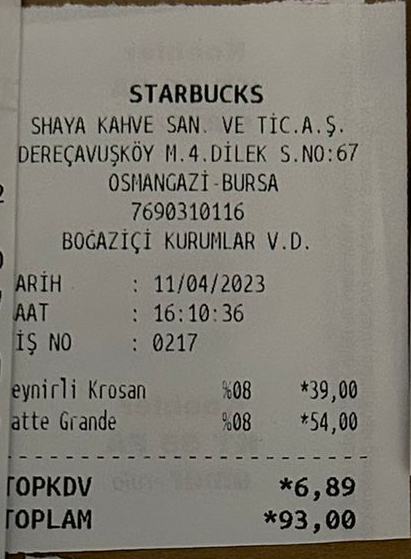 STARBUCKS
SHAYA KAHVE SAN. VE TİC.A.Ş.
DEREÇAVUŞKÖY M.4.DİLEK S.NO:67
OSMANGAZİ-BURSA
7690310116
BOĞAZİÇİ KURUMLAR V.D.
ARİH : 11/04/2023
AAT : 16:10:36
İŞ NO : 0217
eynirli Krosan %08 *39,00
atte Grande %08 *54,00
TOPKDV *6,89
TOPLAM *93,00